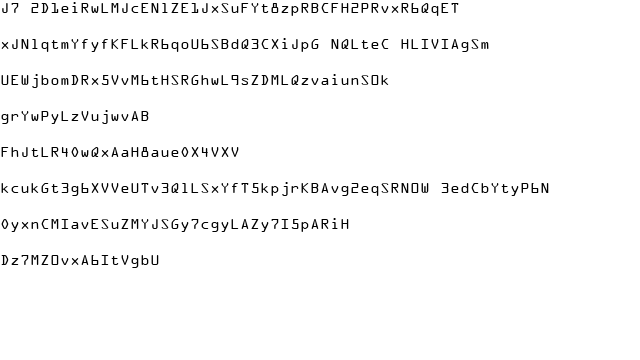 J7 2D1eiRwLMJcEN1ZE1JxSuFYt8zpRBCFH2PRvxR6QqET
xJN1qtmYfyfKFLkR6qoU6SBdQ3CXiJpG NQLteC HLIVIAgSm
UEWjbomDRx5VvM6tHSRGhwL9sZDMLQzvaiunSOk
grYwPyLzVujwvAB
FhJtLR40wQxAaH8aue0X4VXV
kcukGt3g6XVVeUTv3Q1LSxYfT5kpjrKBAvg2eqSRNOW 3edCbYtyP6N
0yxnCMIavESuZMYJSGy7cgyLAZy7I5pARiH
Dz7MZOvxA6ItVgbU